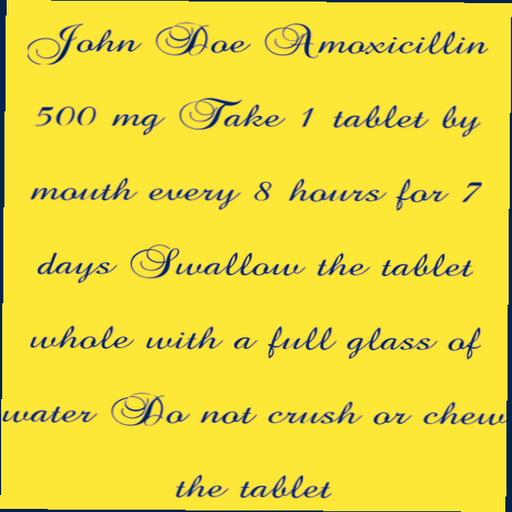 John Doe Amoxicillin
500 mg Take 1 tablet by
mouth every 8 hours for 7
days Swallow the tablet
whole with a full glass of
water Do not crush or chew
the tablet